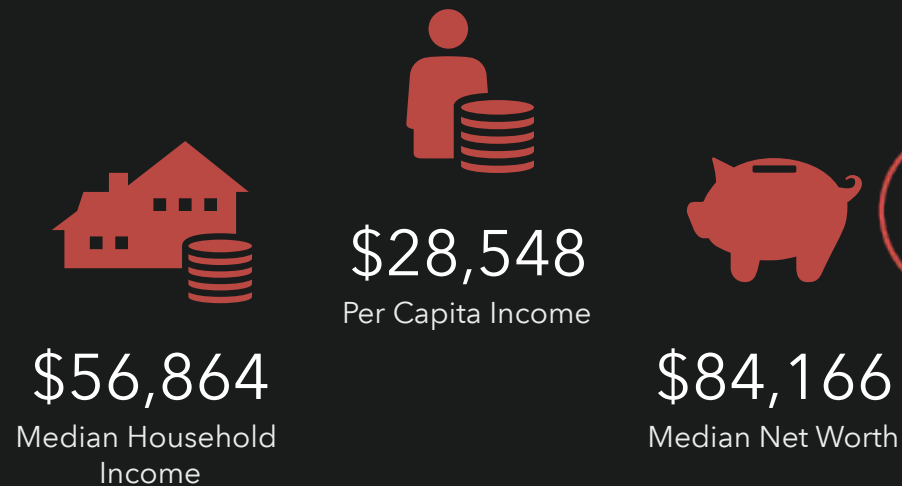 $56,864
Median Household
Income
$28,548
Per Capita Income
$84,166
Median Net Worth